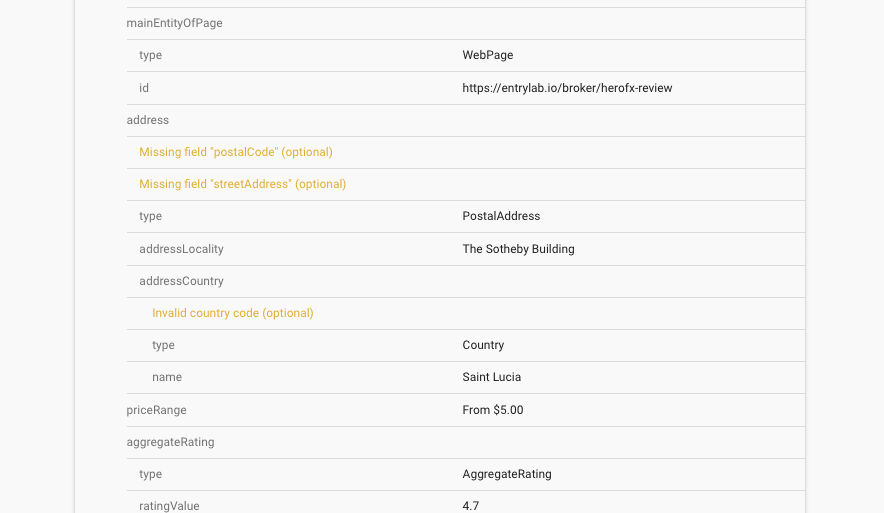 mainEntityOfPage
type WebPage
id https://entrylab.io/broker/herofx-review
address
Missing field "postalCode" (optional)
Missing field "streetAddress" (optional)
type PostalAddress
addressLocality The Sotheby Building
addressCountry
Invalid country code (optional)
type Country
name Saint Lucia
priceRange From $5.00
aggregateRating
type AggregateRating
ratingValue 4.7